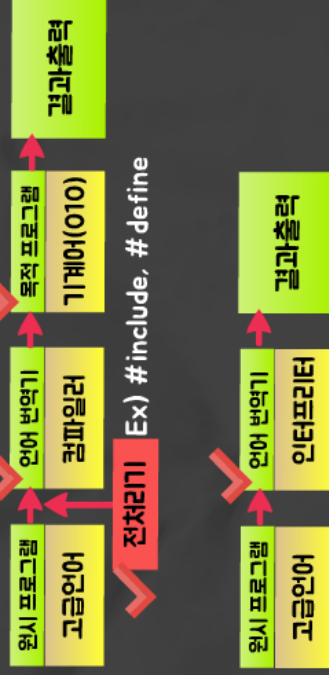 원시 프로그램
고급언어
언어 번역기
컴파일러
목적 프로그램
기계어(010)
결과출력
전처리기
Ex) #include, # define
원시 프로그램
고급언어
언어 번역기
인터프리터
결과출력